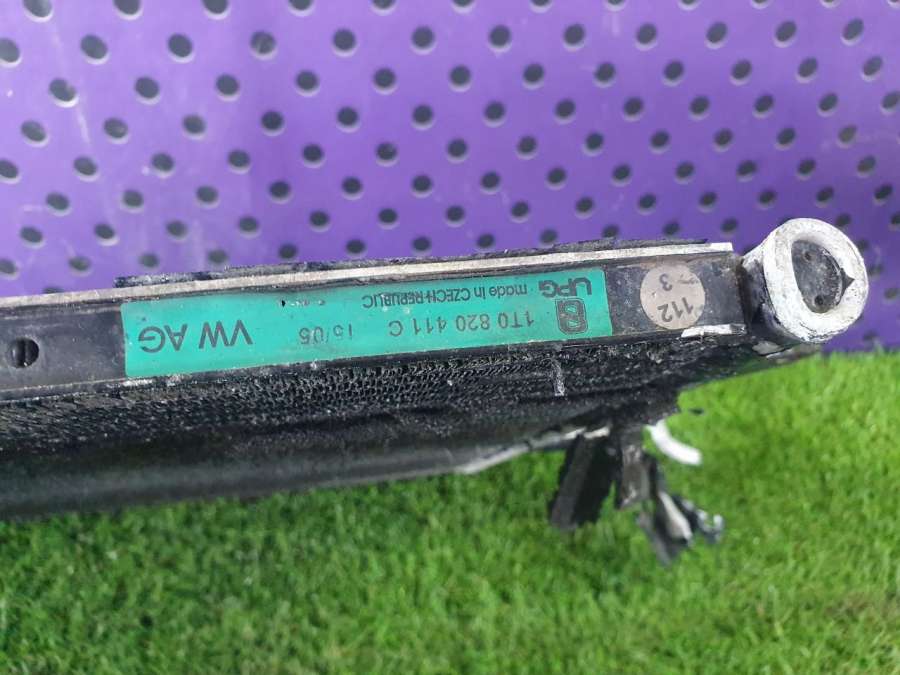 UPG made in CZECH REPUBLIC
1T0 820 411 C 15/05
VW AG
112
3